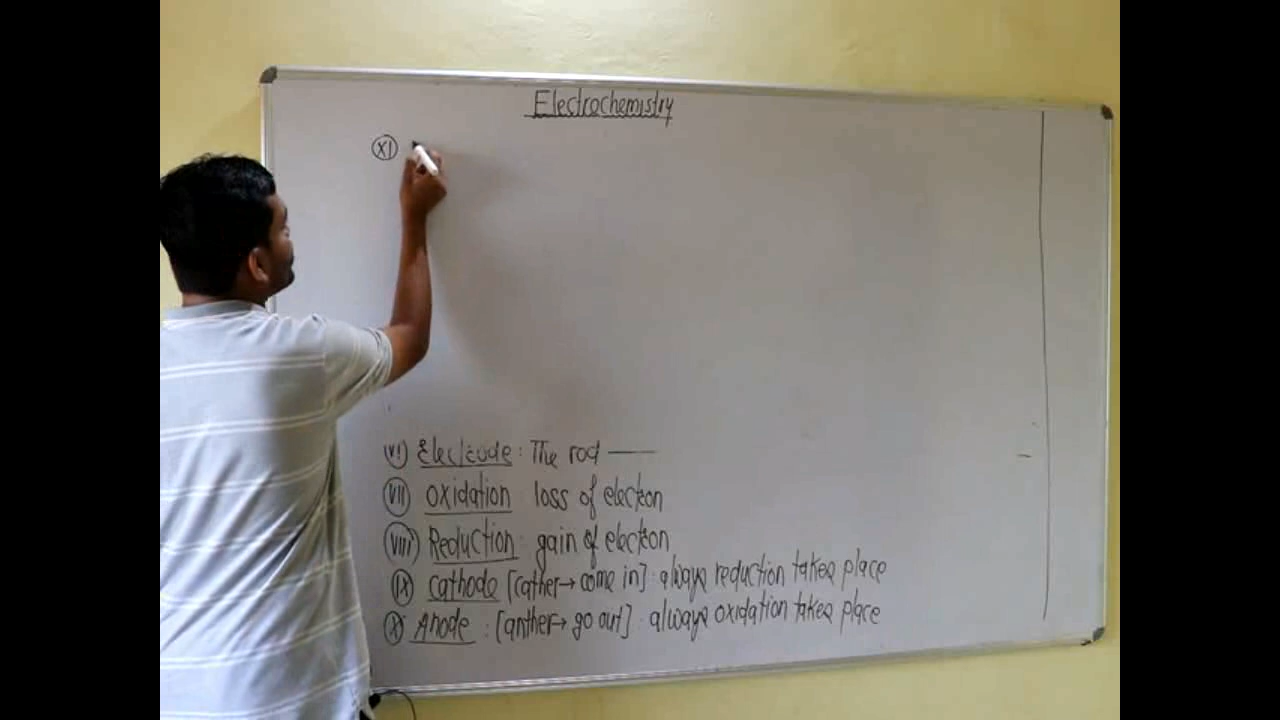 Electrochemistry
XI
VI) Electrode : The rod ——
VII oxidation : loss of electron
VIII Reduction : gain of electron
IX Cathode [cather→ come in] : always reduction takes place
X Anode : [anther→ go out] : always oxidation takes place